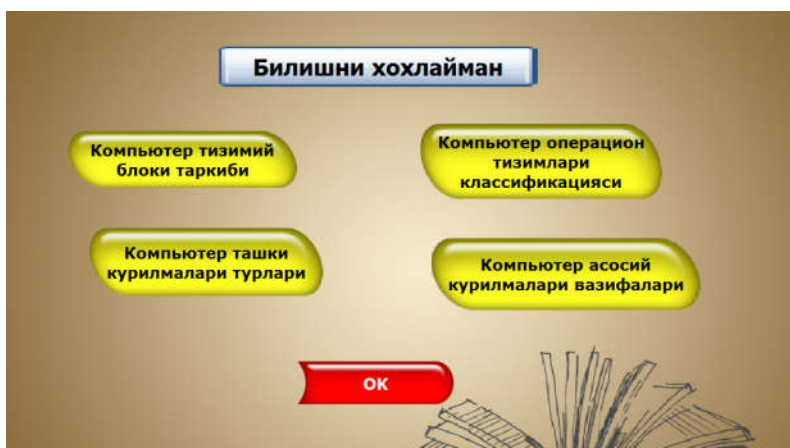 Билишни хохлайман
Компьютер тизимий
блоки таркиби
Компьютер операцион
тизимлари
классификацияси
Компьютер ташки
курилмалари турлари
Компьютер асосий
курилмалари вазифалари
ОК